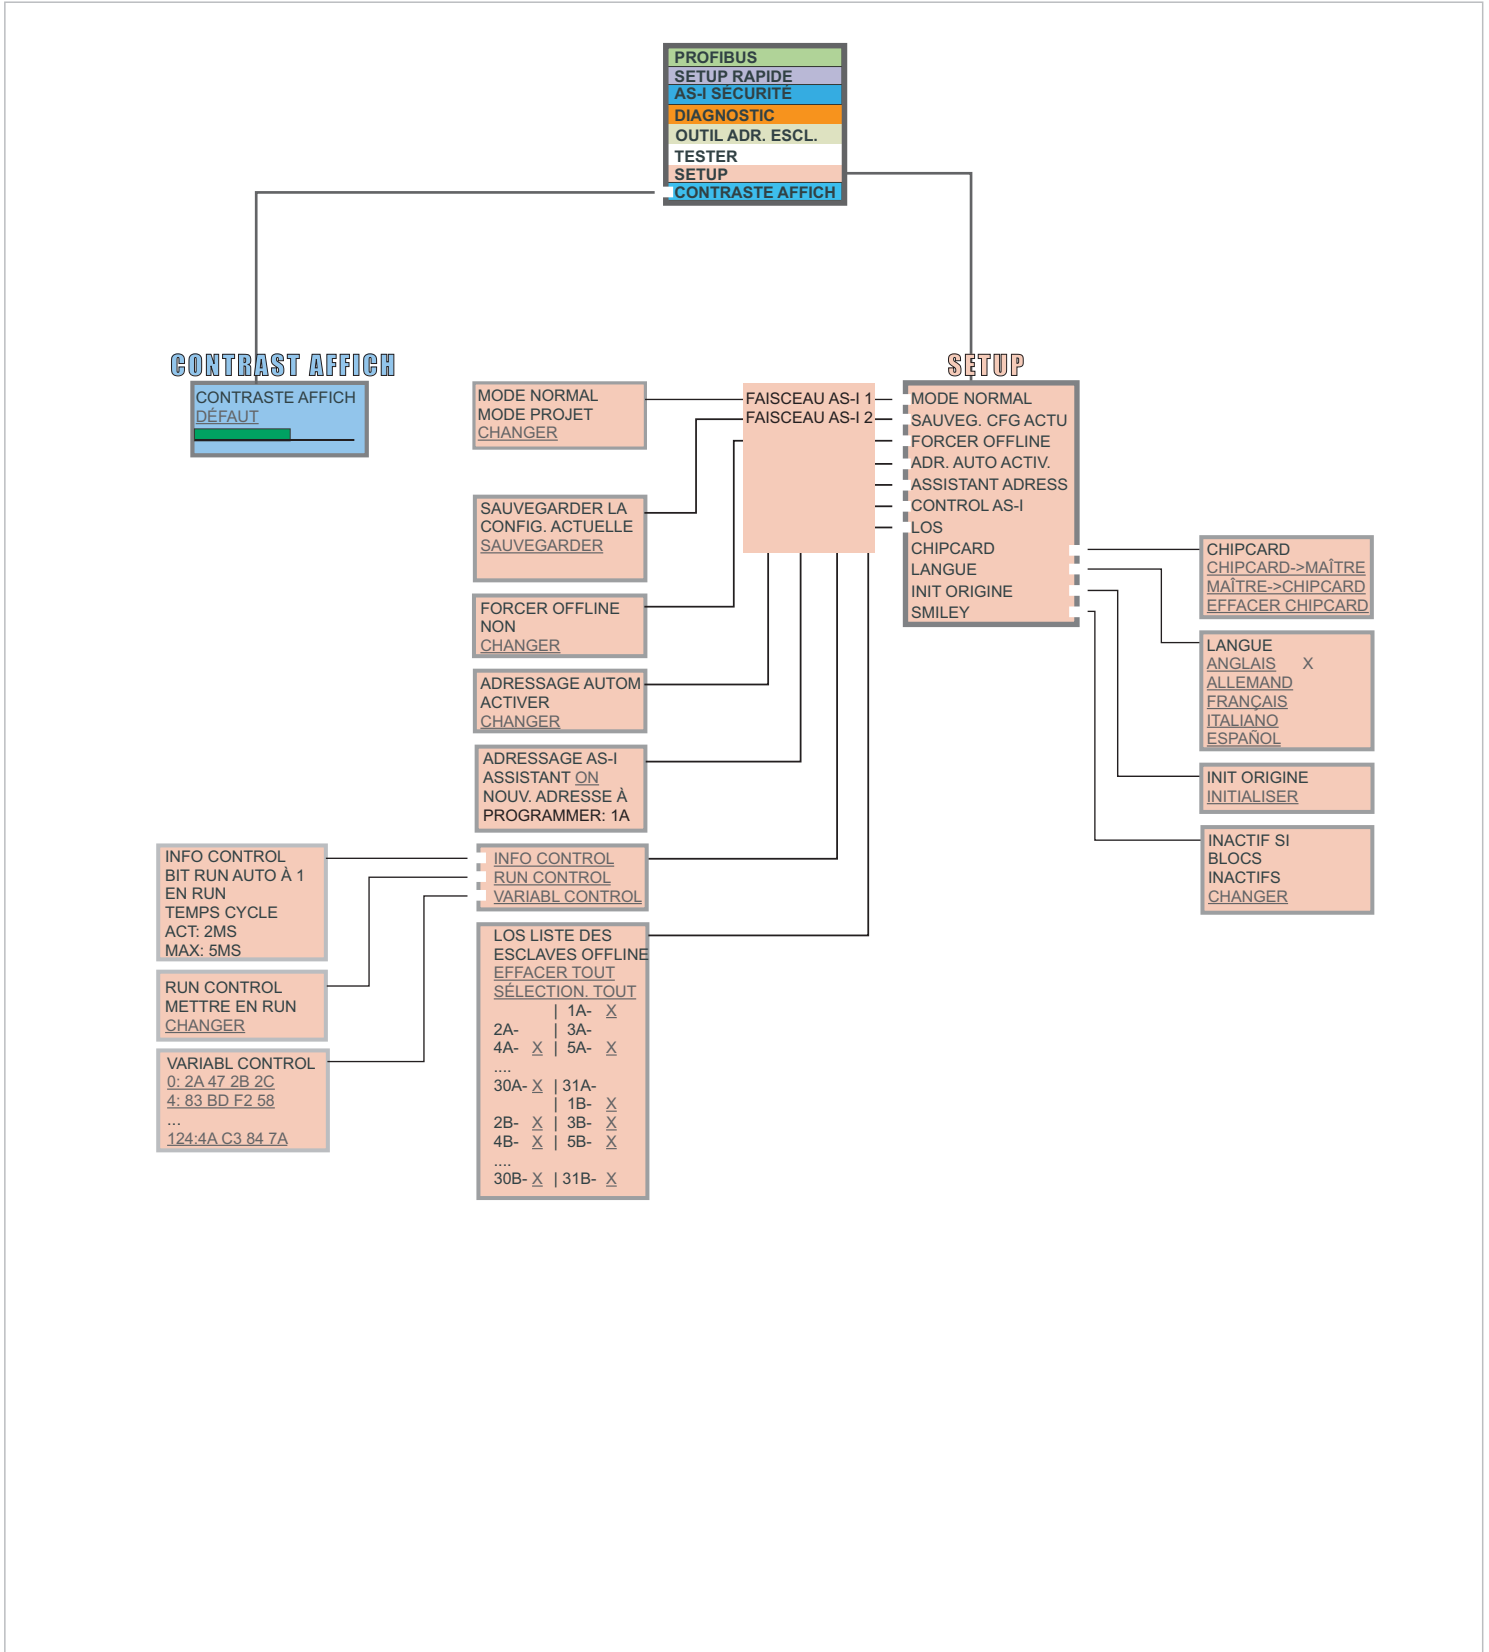 PROFIBUS
SETUP RAPIDE
AS-I SÉCURITÉ
DIAGNOSTIC
OUTIL ADR. ESCL.
TESTER
SETUP
CONTRASTE AFFICH
CONTRAST AFFICH
CONTRASTE AFFICH
DÉFAUT
MODE NORMAL
MODE PROJET
CHANGER
SAUVEGARDER LA
CONFIG. ACTUELLE
SAUVEGARDER
FORCER OFFLINE
NON
CHANGER
ADRESSAGE AUTOM
ACTIVER
CHANGER
ADRESSAGE AS-I
ASSISTANT ON
NOUV. ADRESSE À
PROGRAMMER: 1A
INFO CONTROL
RUN CONTROL
VARIABL CONTROL
LOS LISTE DES
ESCLAVES OFFLINE
EFFACER TOUT
SÉLECTION. TOUT
| 1A- X
2A- | 3A-
4A- X | 5A- X
....
30A- X | 31A-
| 1B- X
2B- X | 3B- X
4B- X | 5B- X
....
30B- X | 31B- X
INFO CONTROL
BIT RUN AUTO À 1
EN RUN
TEMPS CYCLE
ACT: 2MS
MAX: 5MS
RUN CONTROL
METTRE EN RUN
CHANGER
VARIABL CONTROL
0: 2A 47 2B 2C
4: 83 BD F2 58
...
124:4A C3 84 7A
FAISCEAU AS-I 1
FAISCEAU AS-I 2
SETUP
MODE NORMAL
SAUVEG. CFG ACTU
FORCER OFFLINE
ADR. AUTO ACTIV.
ASSISTANT ADRESS
CONTROL AS-I
LOS
CHIPCARD
LANGUE
INIT ORIGINE
SMILEY
CHIPCARD
CHIPCARD->MAÎTRE
MAÎTRE->CHIPCARD
EFFACER CHIPCARD
LANGUE
ANGLAIS X
ALLEMAND
FRANÇAIS
ITALIANO
ESPAÑOL
INIT ORIGINE
INITIALISER
INACTIF SI
BLOCS
INACTIFS
CHANGER